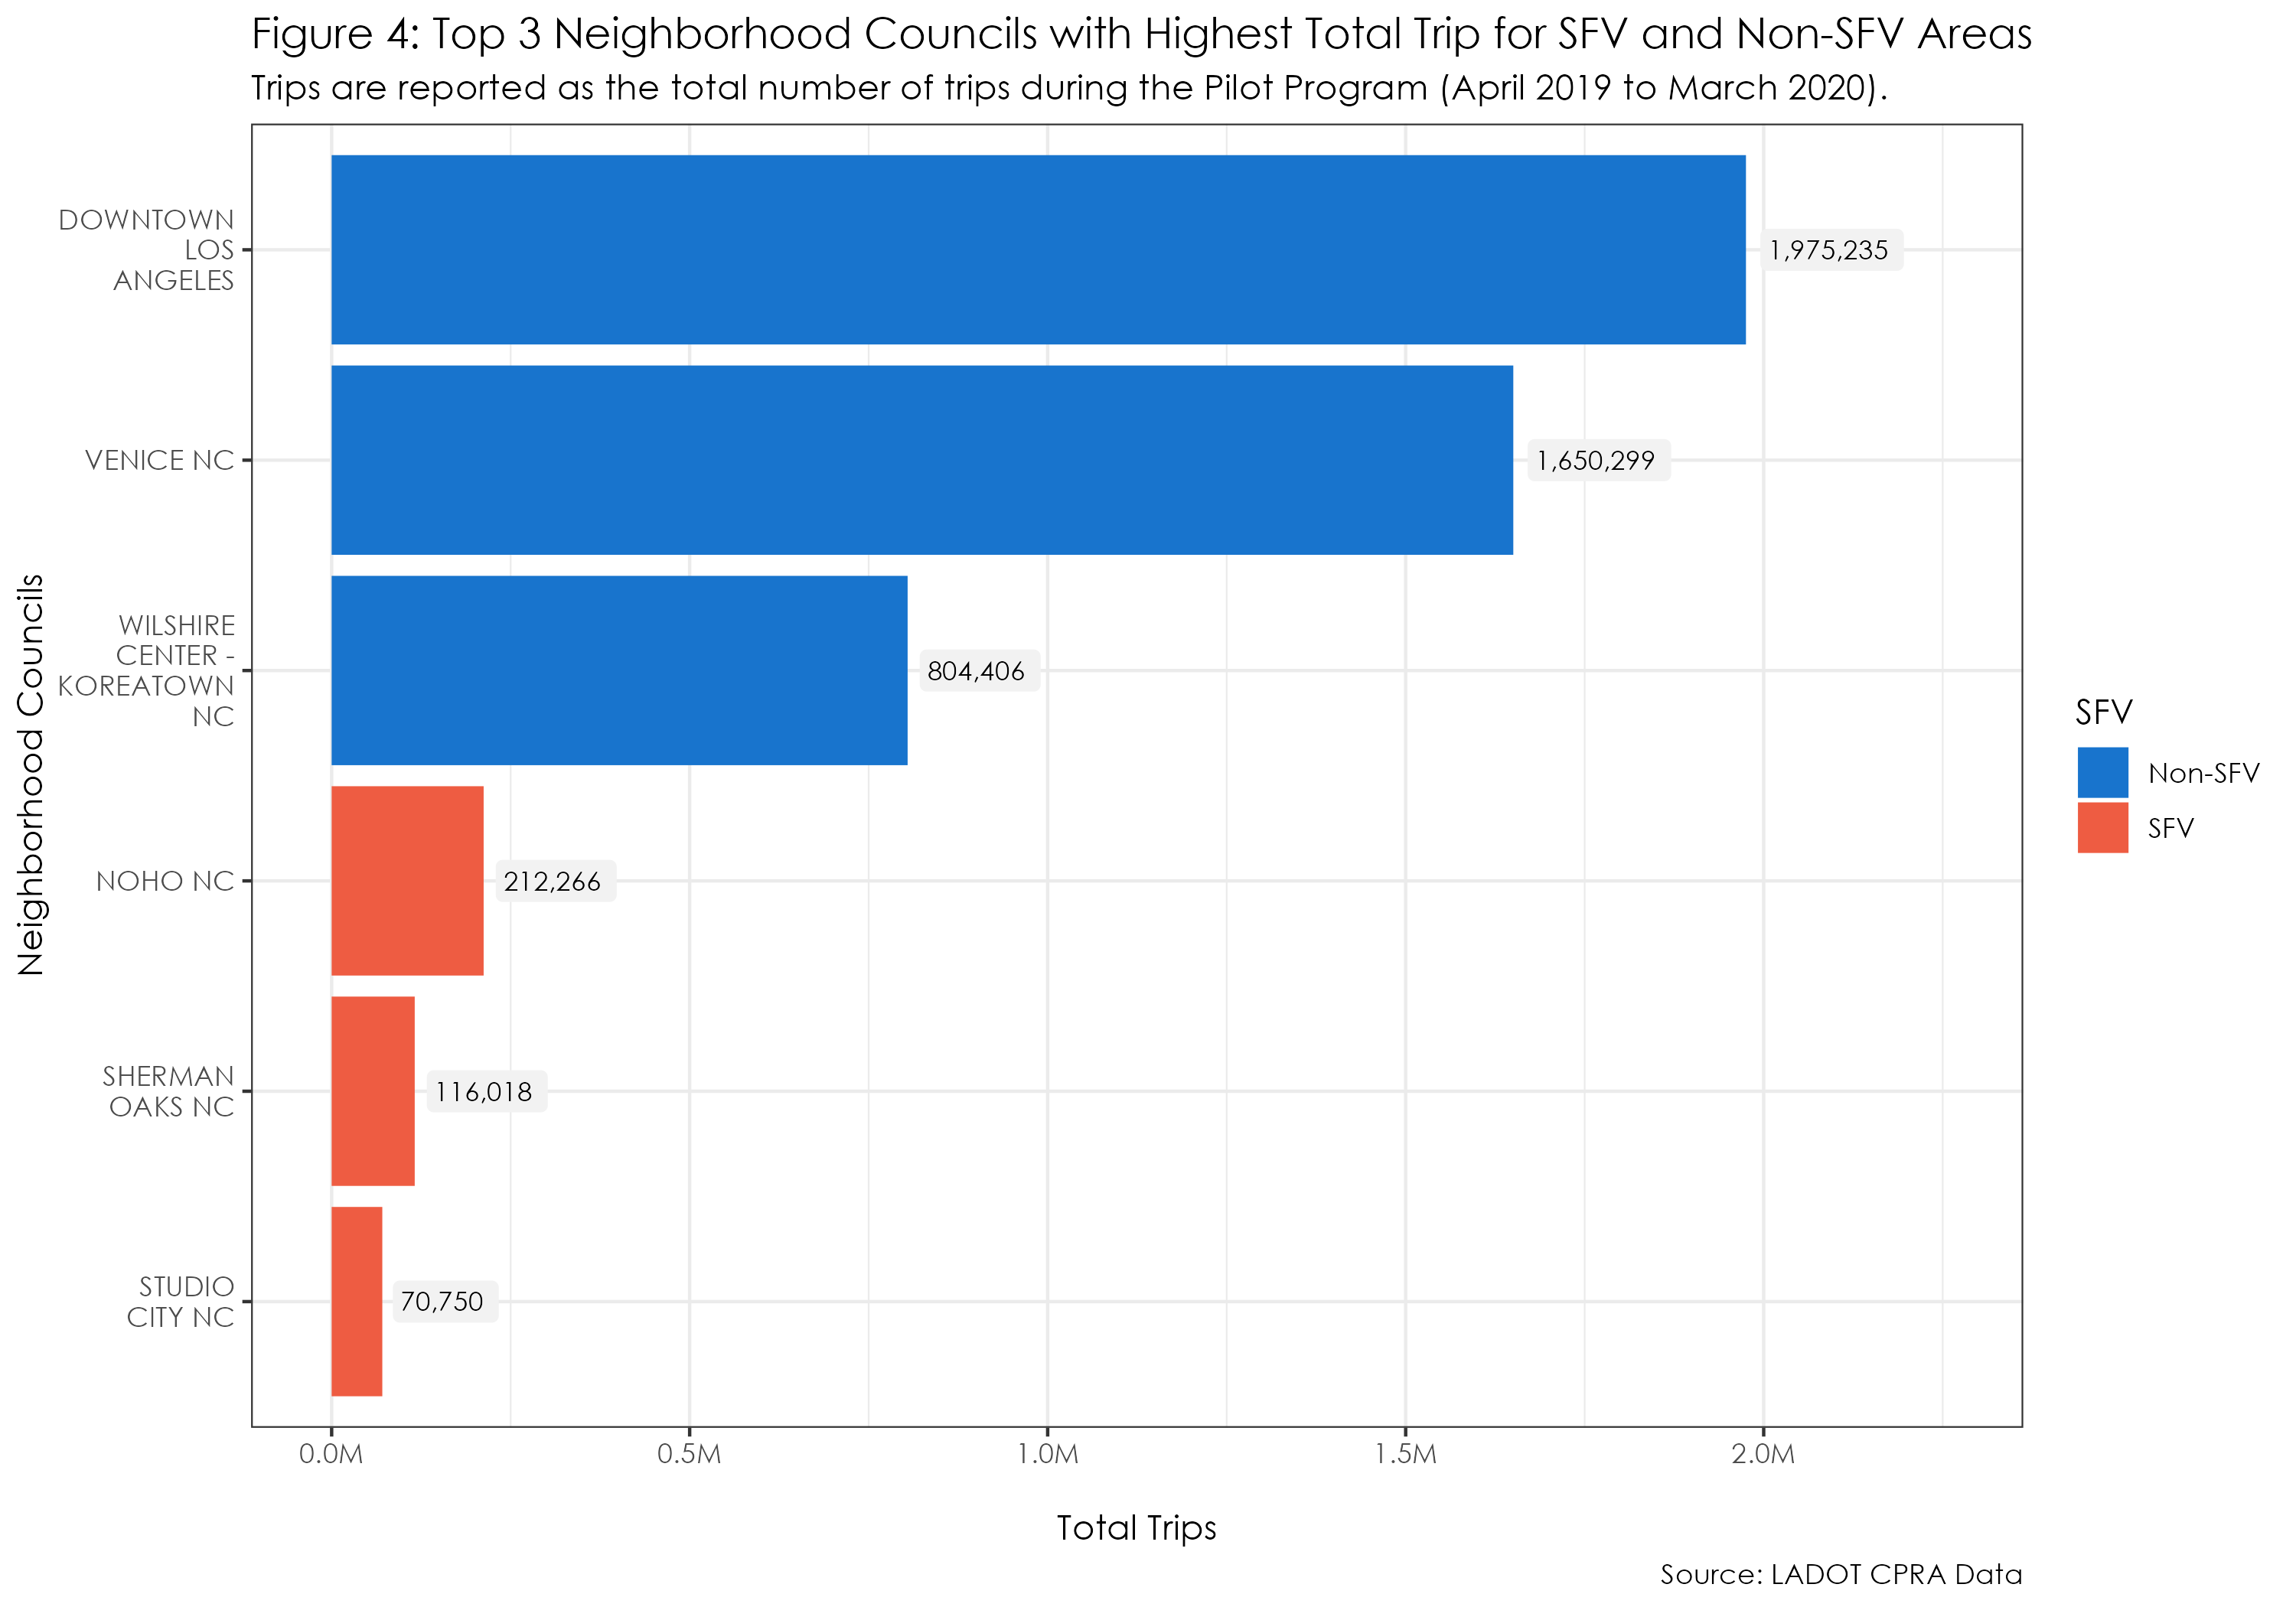 Figure 4: Top 3 Neighborhood Councils with Highest Total Trip for SFV and Non-SFV Areas
Trips are reported as the total number of trips during the Pilot Program (April 2019 to March 2020).
Neighborhood Councils
DOWNTOWN
LOS
ANGELES
1,975,235
VENICE NC
1,650,299
WILSHIRE
CENTER -
KOREATOWN
NC
804,406
NOHO NC
212,266
SHERMAN
OAKS NC
116,018
STUDIO
CITY NC
70,750
0.0M
0.5M
1.0M
1.5M
2.0M
Total Trips
SFV
Non-SFV
SFV
Source: LADOT CPRA Data